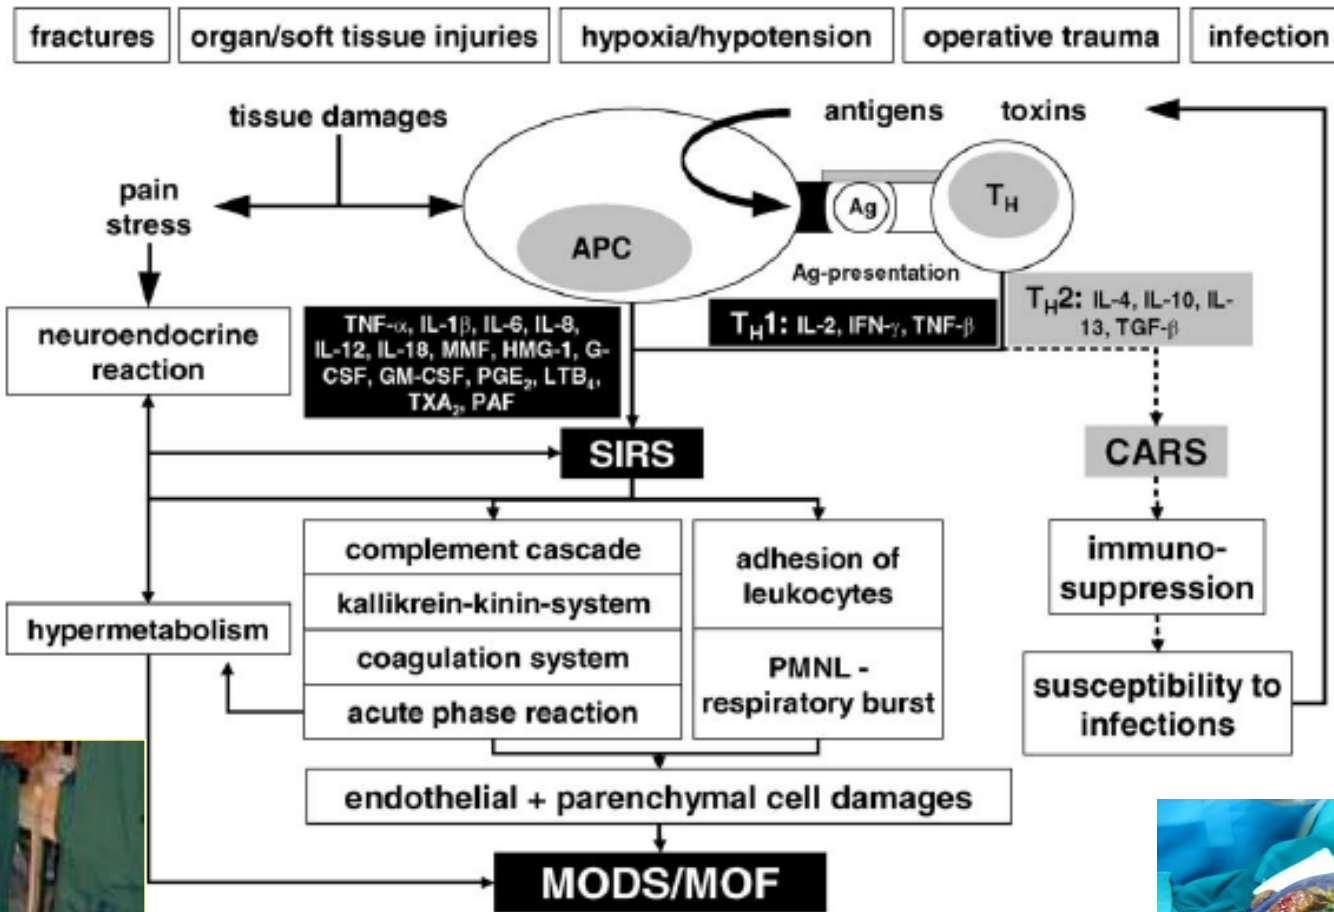 fractures
organ/soft tissue injuries
hypoxia/hypotension
operative trauma
infection
tissue damages
antigens toxins
pain
stress
APC
Ag
T_H
Ag-presentation
neuroendocrine
reaction
TNF-α, IL-1β, IL-6, IL-8,
IL-12, IL-18, MMF, HMG-1, G-
CSF, GM-CSF, PGE₂, LTB₄,
TXA₂, PAF
T_H1: IL-2, IFN-γ, TNF-β
T_H2: IL-4, IL-10, IL-
13, TGF-β
SIRS
CARS
complement cascade
kallikrein-kinin-system
coagulation system
acute phase reaction
adhesion of
leukocytes
PMNL -
respiratory burst
immuno-
suppression
hypermetabolism
susceptibility to
infections
endothelial + parenchymal cell damages
MODS/MOF